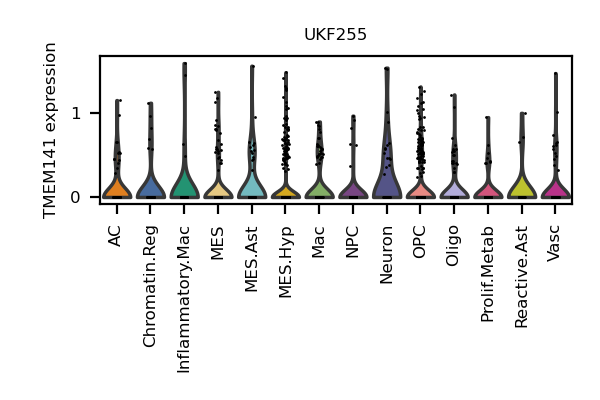 UKF255
TMEM141 expression
1
0
AC
Chromatin.Reg
Inflammatory.Mac
MES
MES.Ast
MES.Hyp
Mac
NPC
Neuron
OPC
Oligo
Prolif.Metab
Reactive.Ast
Vasc